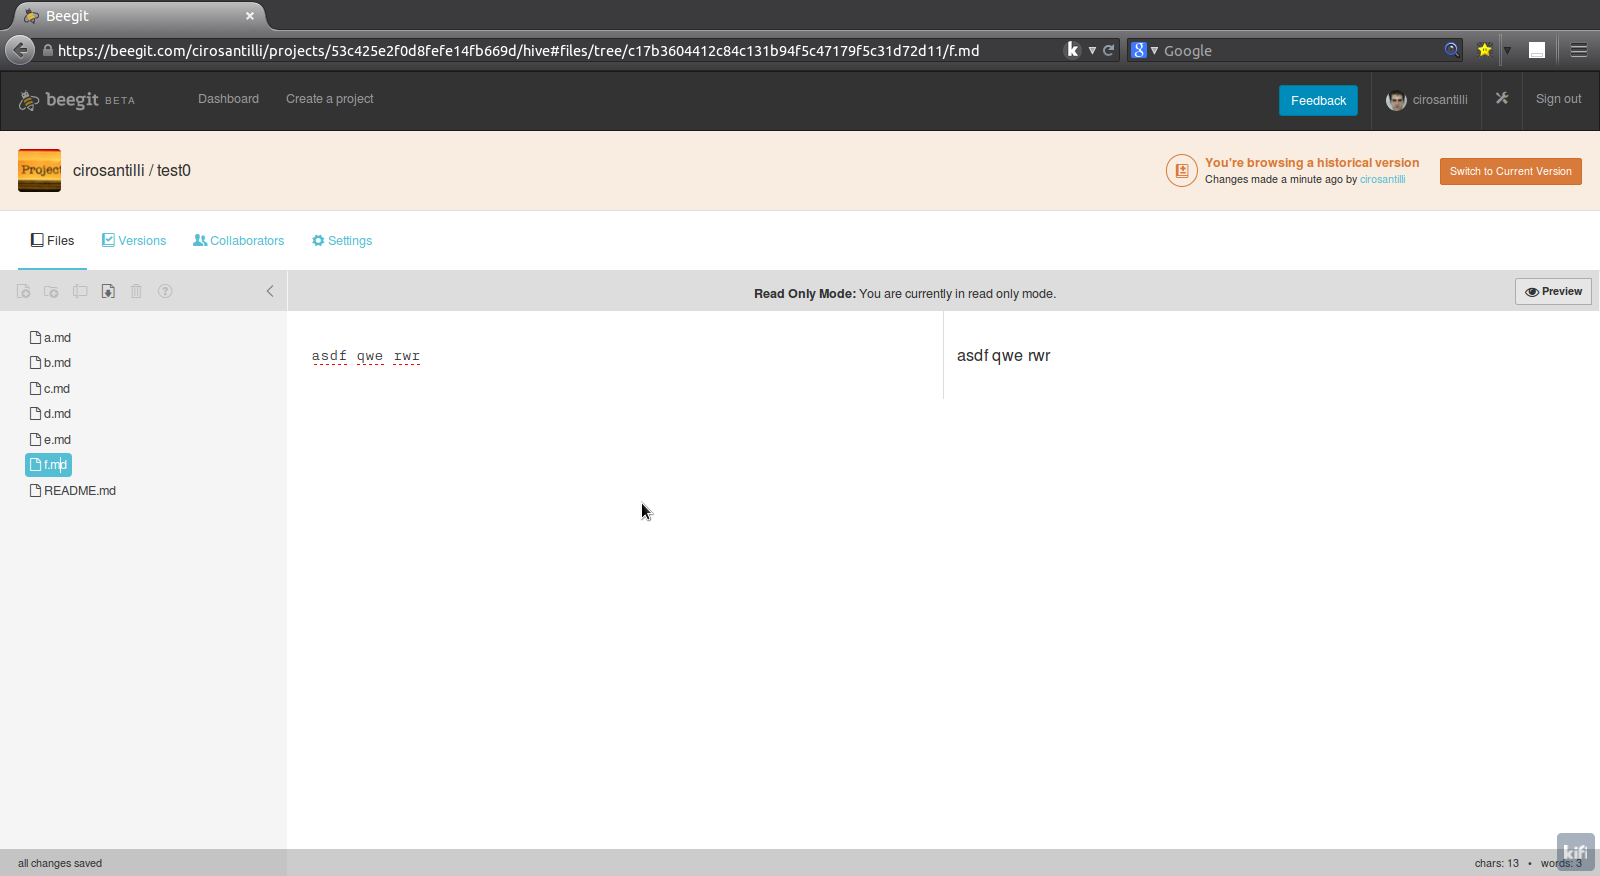 Beegit
https://beegit.com/cirosantilli/projects/53c425e2f0d8fefe14fb669d/hive#files/tree/c17b3604412c84c131b94f5c47179f5c31d72d11/f.md
k
8 Google
beegit BETA
Dashboard
Create a project
Feedback
cirosantilli
Sign out
Project
cirosantilli / test0
You're browsing a historical version
Changes made a minute ago by cirosantilli
Switch to Current Version
Files
Versions
Collaborators
Settings
Read Only Mode: You are currently in read only mode.
Preview
a.md
b.md
c.md
d.md
e.md
f.md
README.md
asdf qwe rwr
asdf qwe rwr
all changes saved
kifi
chars: 13 • words: 3